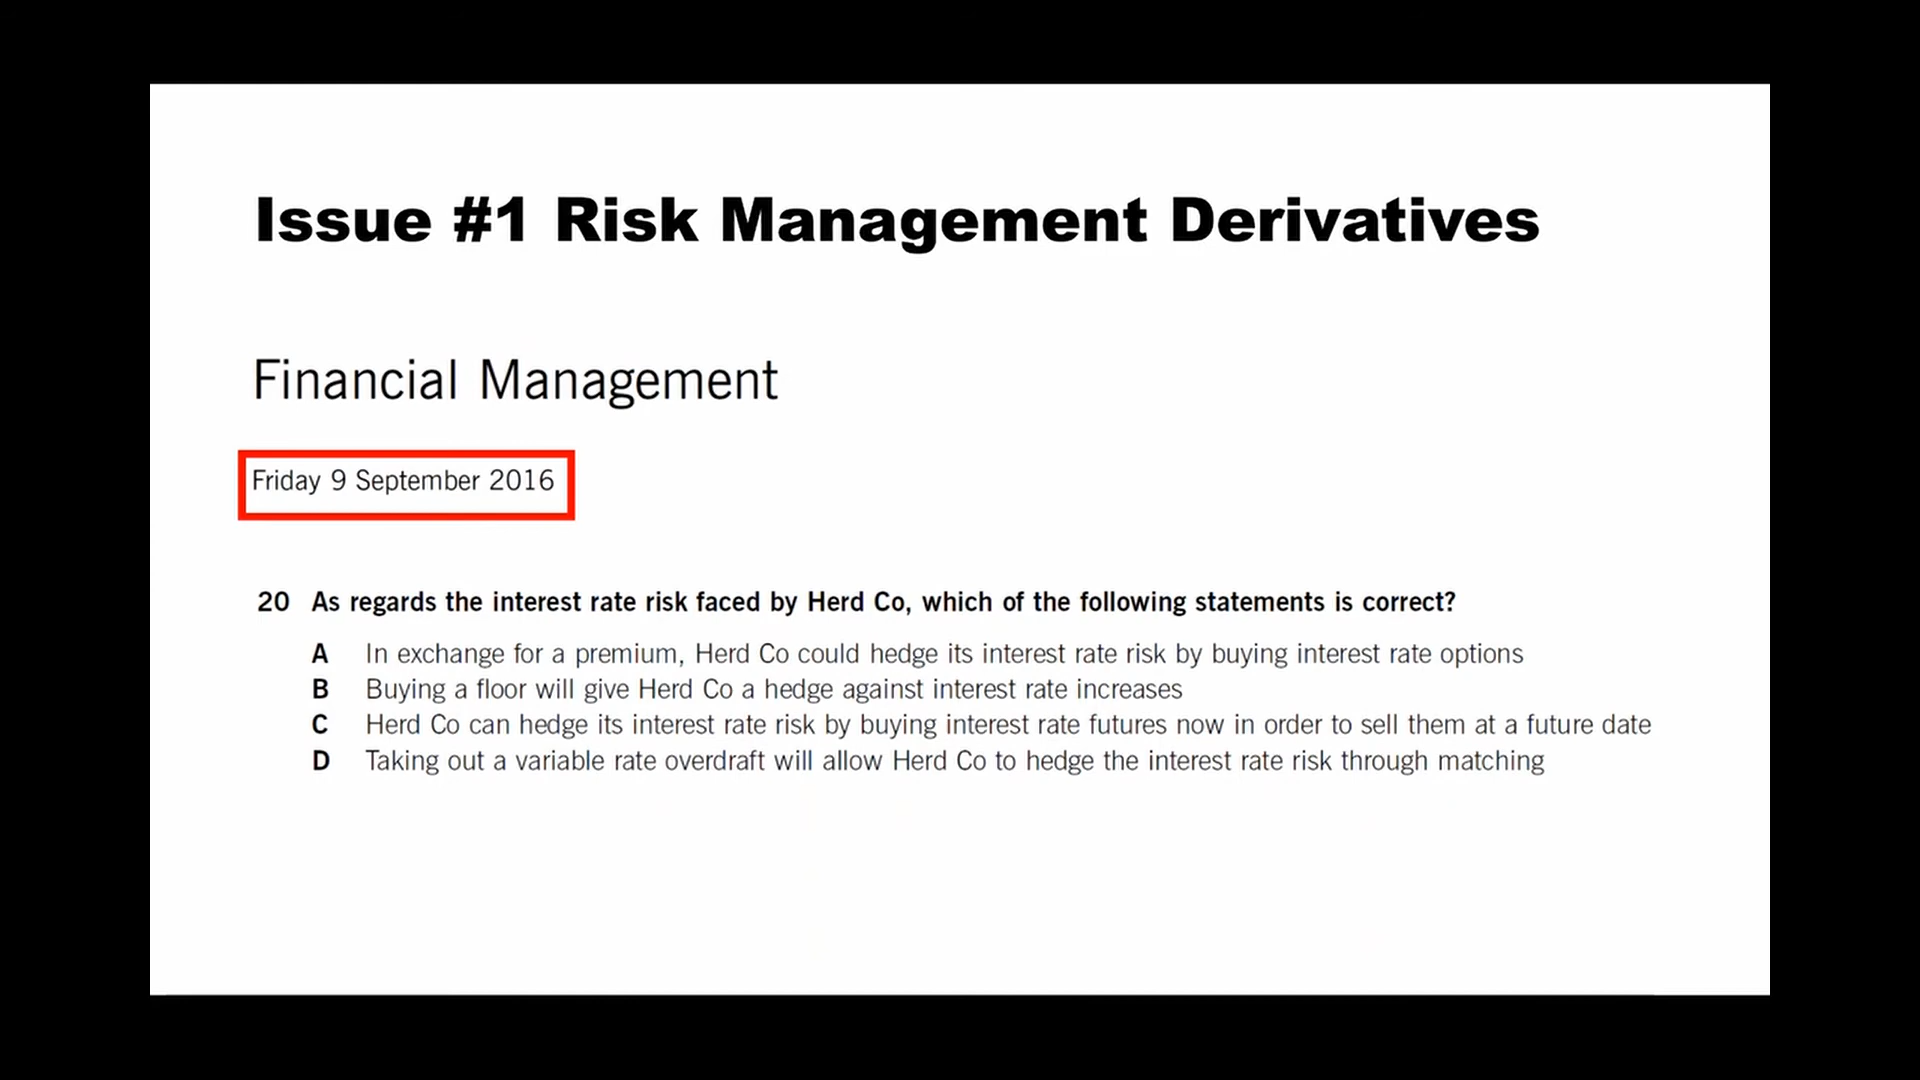 Issue #1 Risk Management Derivatives
Financial Management
Friday 9 September 2016
20 As regards the interest rate risk faced by Herd Co, which of the following statements is correct?
A In exchange for a premium, Herd Co could hedge its interest rate risk by buying interest rate options
B Buying a floor will give Herd Co a hedge against interest rate increases
C Herd Co can hedge its interest rate risk by buying interest rate futures now in order to sell them at a future date
D Taking out a variable rate overdraft will allow Herd Co to hedge the interest rate risk through matching